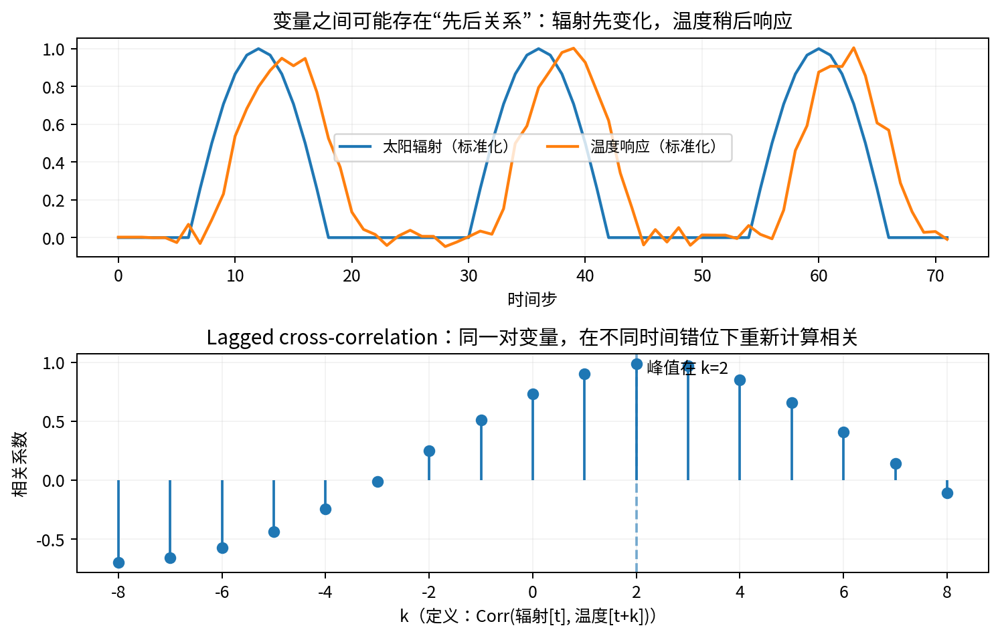 变量之间可能存在“先后关系”：辐射先变化，温度稍后响应
1.0
0.8
0.6
0.4
0.2
0.0
太阳辐射（标准化） 温度响应（标准化）
0 10 20 30 40 50 60 70
时间步
Lagged cross-correlation：同一对变量，在不同时间错位下重新计算相关
相关系数
1.0
0.5
0.0
-0.5
峰值在 k=2
-8 -6 -4 -2 0 2 4 6 8
k（定义：Corr(辐射[t], 温度[t+k])）